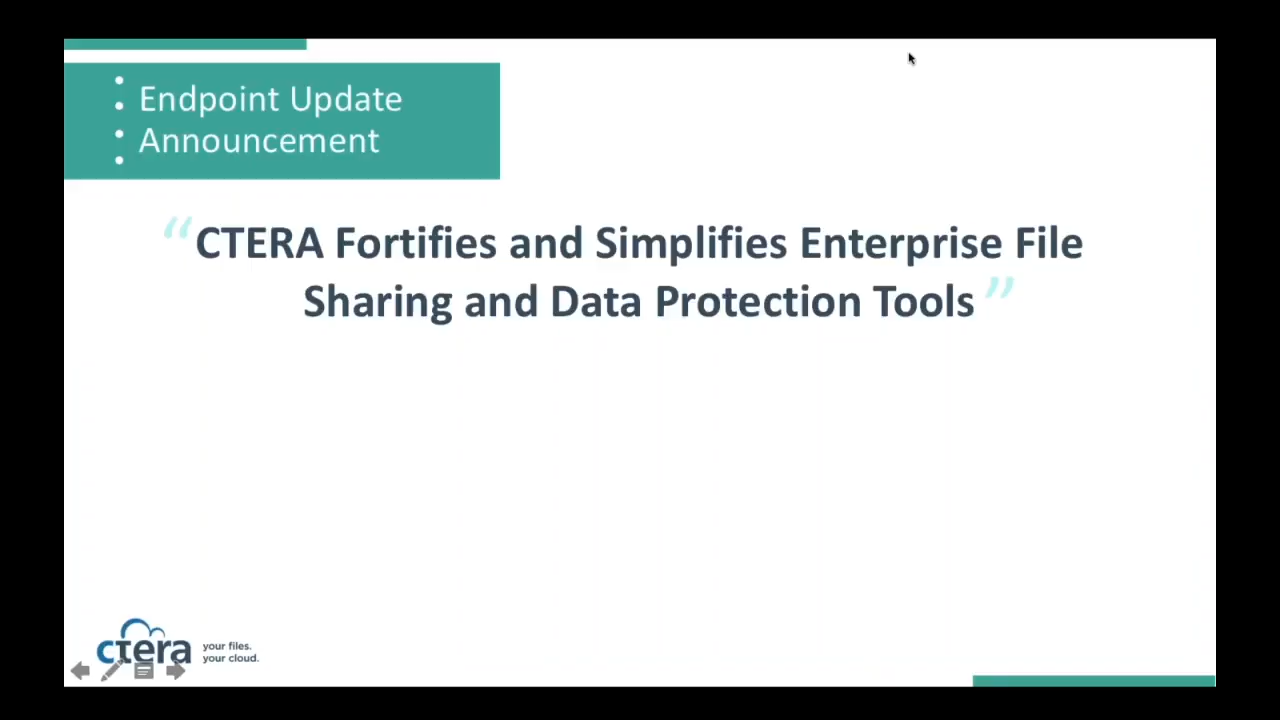 Endpoint Update
Announcement
“CTERA Fortifies and Simplifies Enterprise File
Sharing and Data Protection Tools”
ctera
your files.
your cloud.